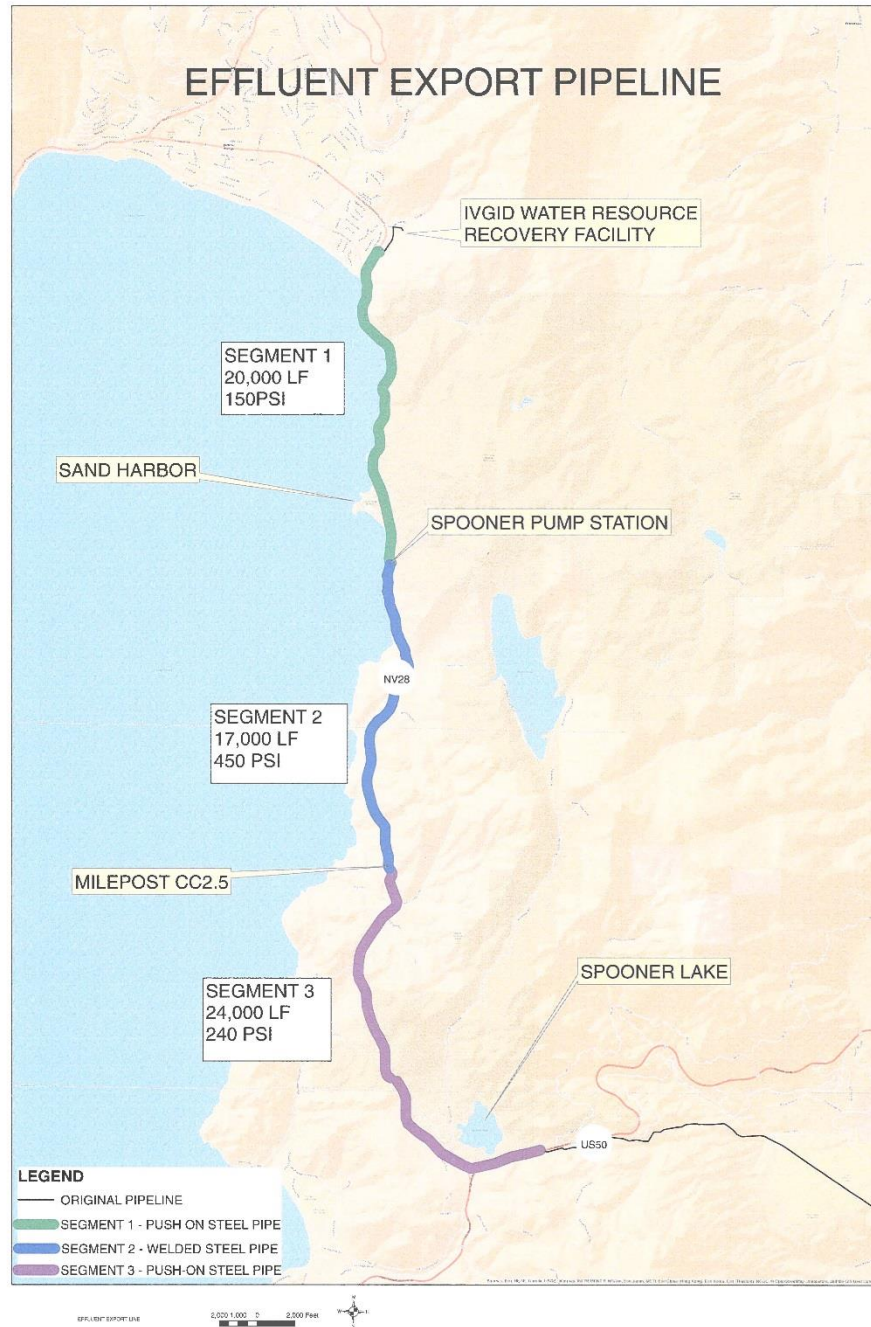 EFFLUENT EXPORT PIPELINE
IVGID WATER RESOURCE
RECOVERY FACILITY
SEGMENT 1
20,000 LF
150PSI
SAND HARBOR
SPOONER PUMP STATION
NV28
SEGMENT 2
17,000 LF
450 PSI
MILEPOST CC2.5
SPOONER LAKE
SEGMENT 3
24,000 LF
240 PSI
US50
LEGEND
ORIGINAL PIPELINE
SEGMENT 1 - PUSH ON STEEL PIPE
SEGMENT 2 - WELDED STEEL PIPE
SEGMENT 3 - PUSH-ON STEEL PIPE
EFFLUENT EXPORT LINE
2,000 1,000 0 2,000 Feet